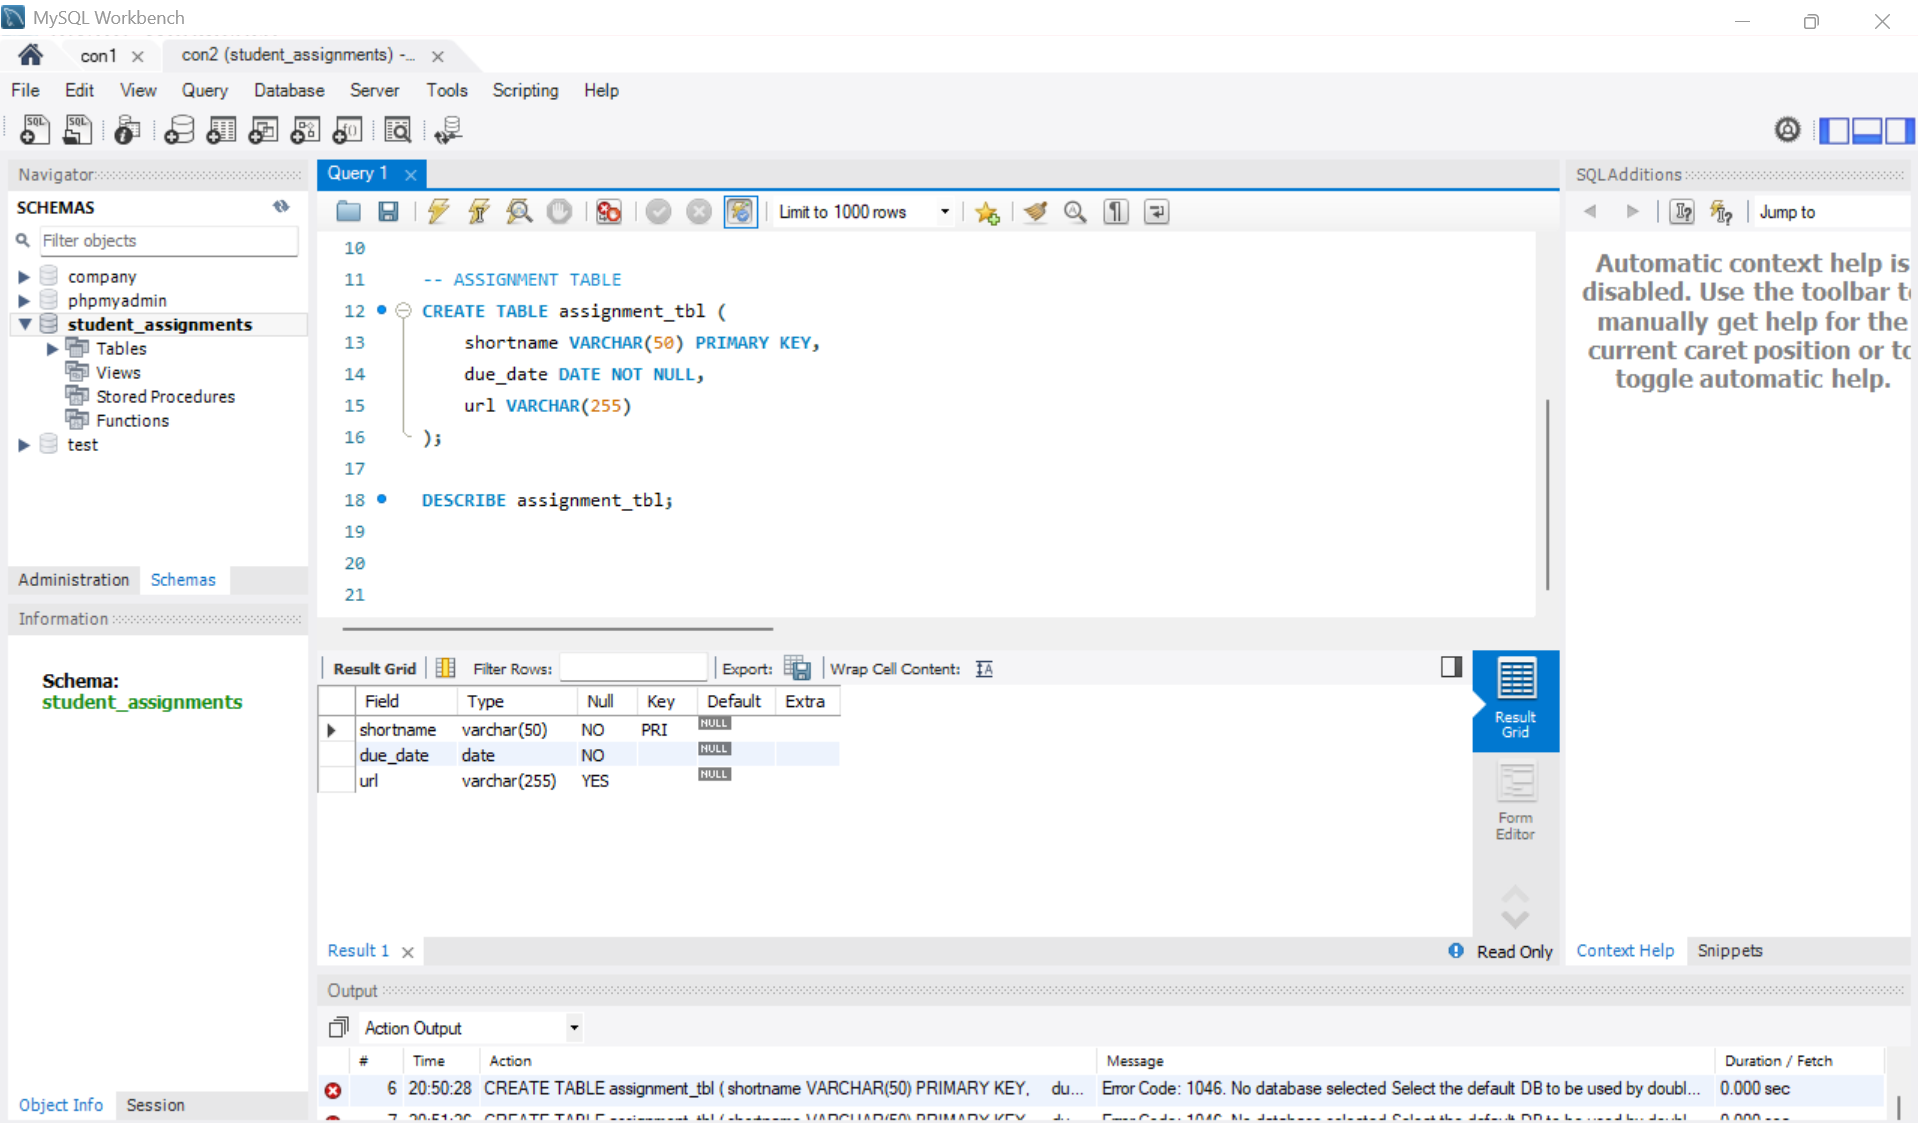 MySQL Workbench
con1
con2 (student_assignments) -...
File Edit View Query Database Server Tools Scripting Help
Navigator
SCHEMAS
Filter objects
company
phpmyadmin
student_assignments
Tables
Views
Stored Procedures
Functions
test
Administration Schemas
Information
Schema:
student_assignments
Object Info Session
Query 1
Limit to 1000 rows
10
11 -- ASSIGNMENT TABLE
12 CREATE TABLE assignment_tbl (
13 shortname VARCHAR(50) PRIMARY KEY,
14 due_date DATE NOT NULL,
15 url VARCHAR(255)
16 );
17
18 DESCRIBE assignment_tbl;
19
20
21
Result Grid Filter Rows: Export: Wrap Cell Content:
Field Type Null Key Default Extra
shortname varchar(50) NO PRI NULL
due_date date NO NULL
url varchar(255) YES NULL
Result Grid
Form Editor
Result 1
Read Only
SQLAdditions
Jump to
Automatic context help is
disabled. Use the toolbar t
manually get help for the
current caret position or to
toggle automatic help.
Context Help Snippets
Output
Action Output
# Time Action Message Duration / Fetch
6 20:50:28 CREATE TABLE assignment_tbl ( shortname VARCHAR(50) PRIMARY KEY, du... Error Code: 1046. No database selected Select the default DB to be used by doubl... 0.000 sec